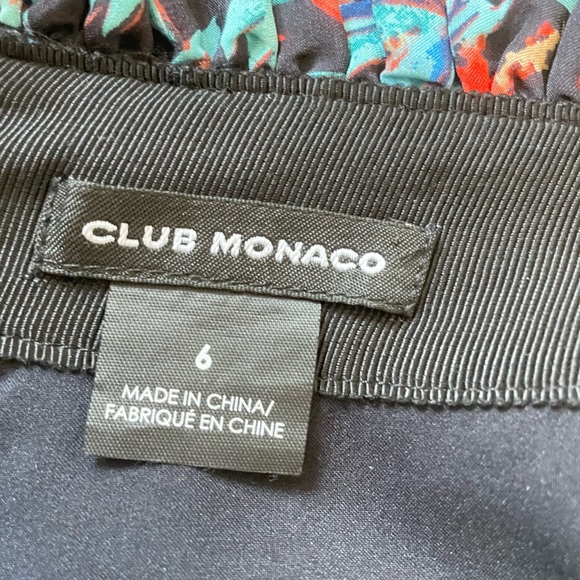 CLUB MONACO
6
MADE IN CHINA/
FABRIQUÉ EN CHINE